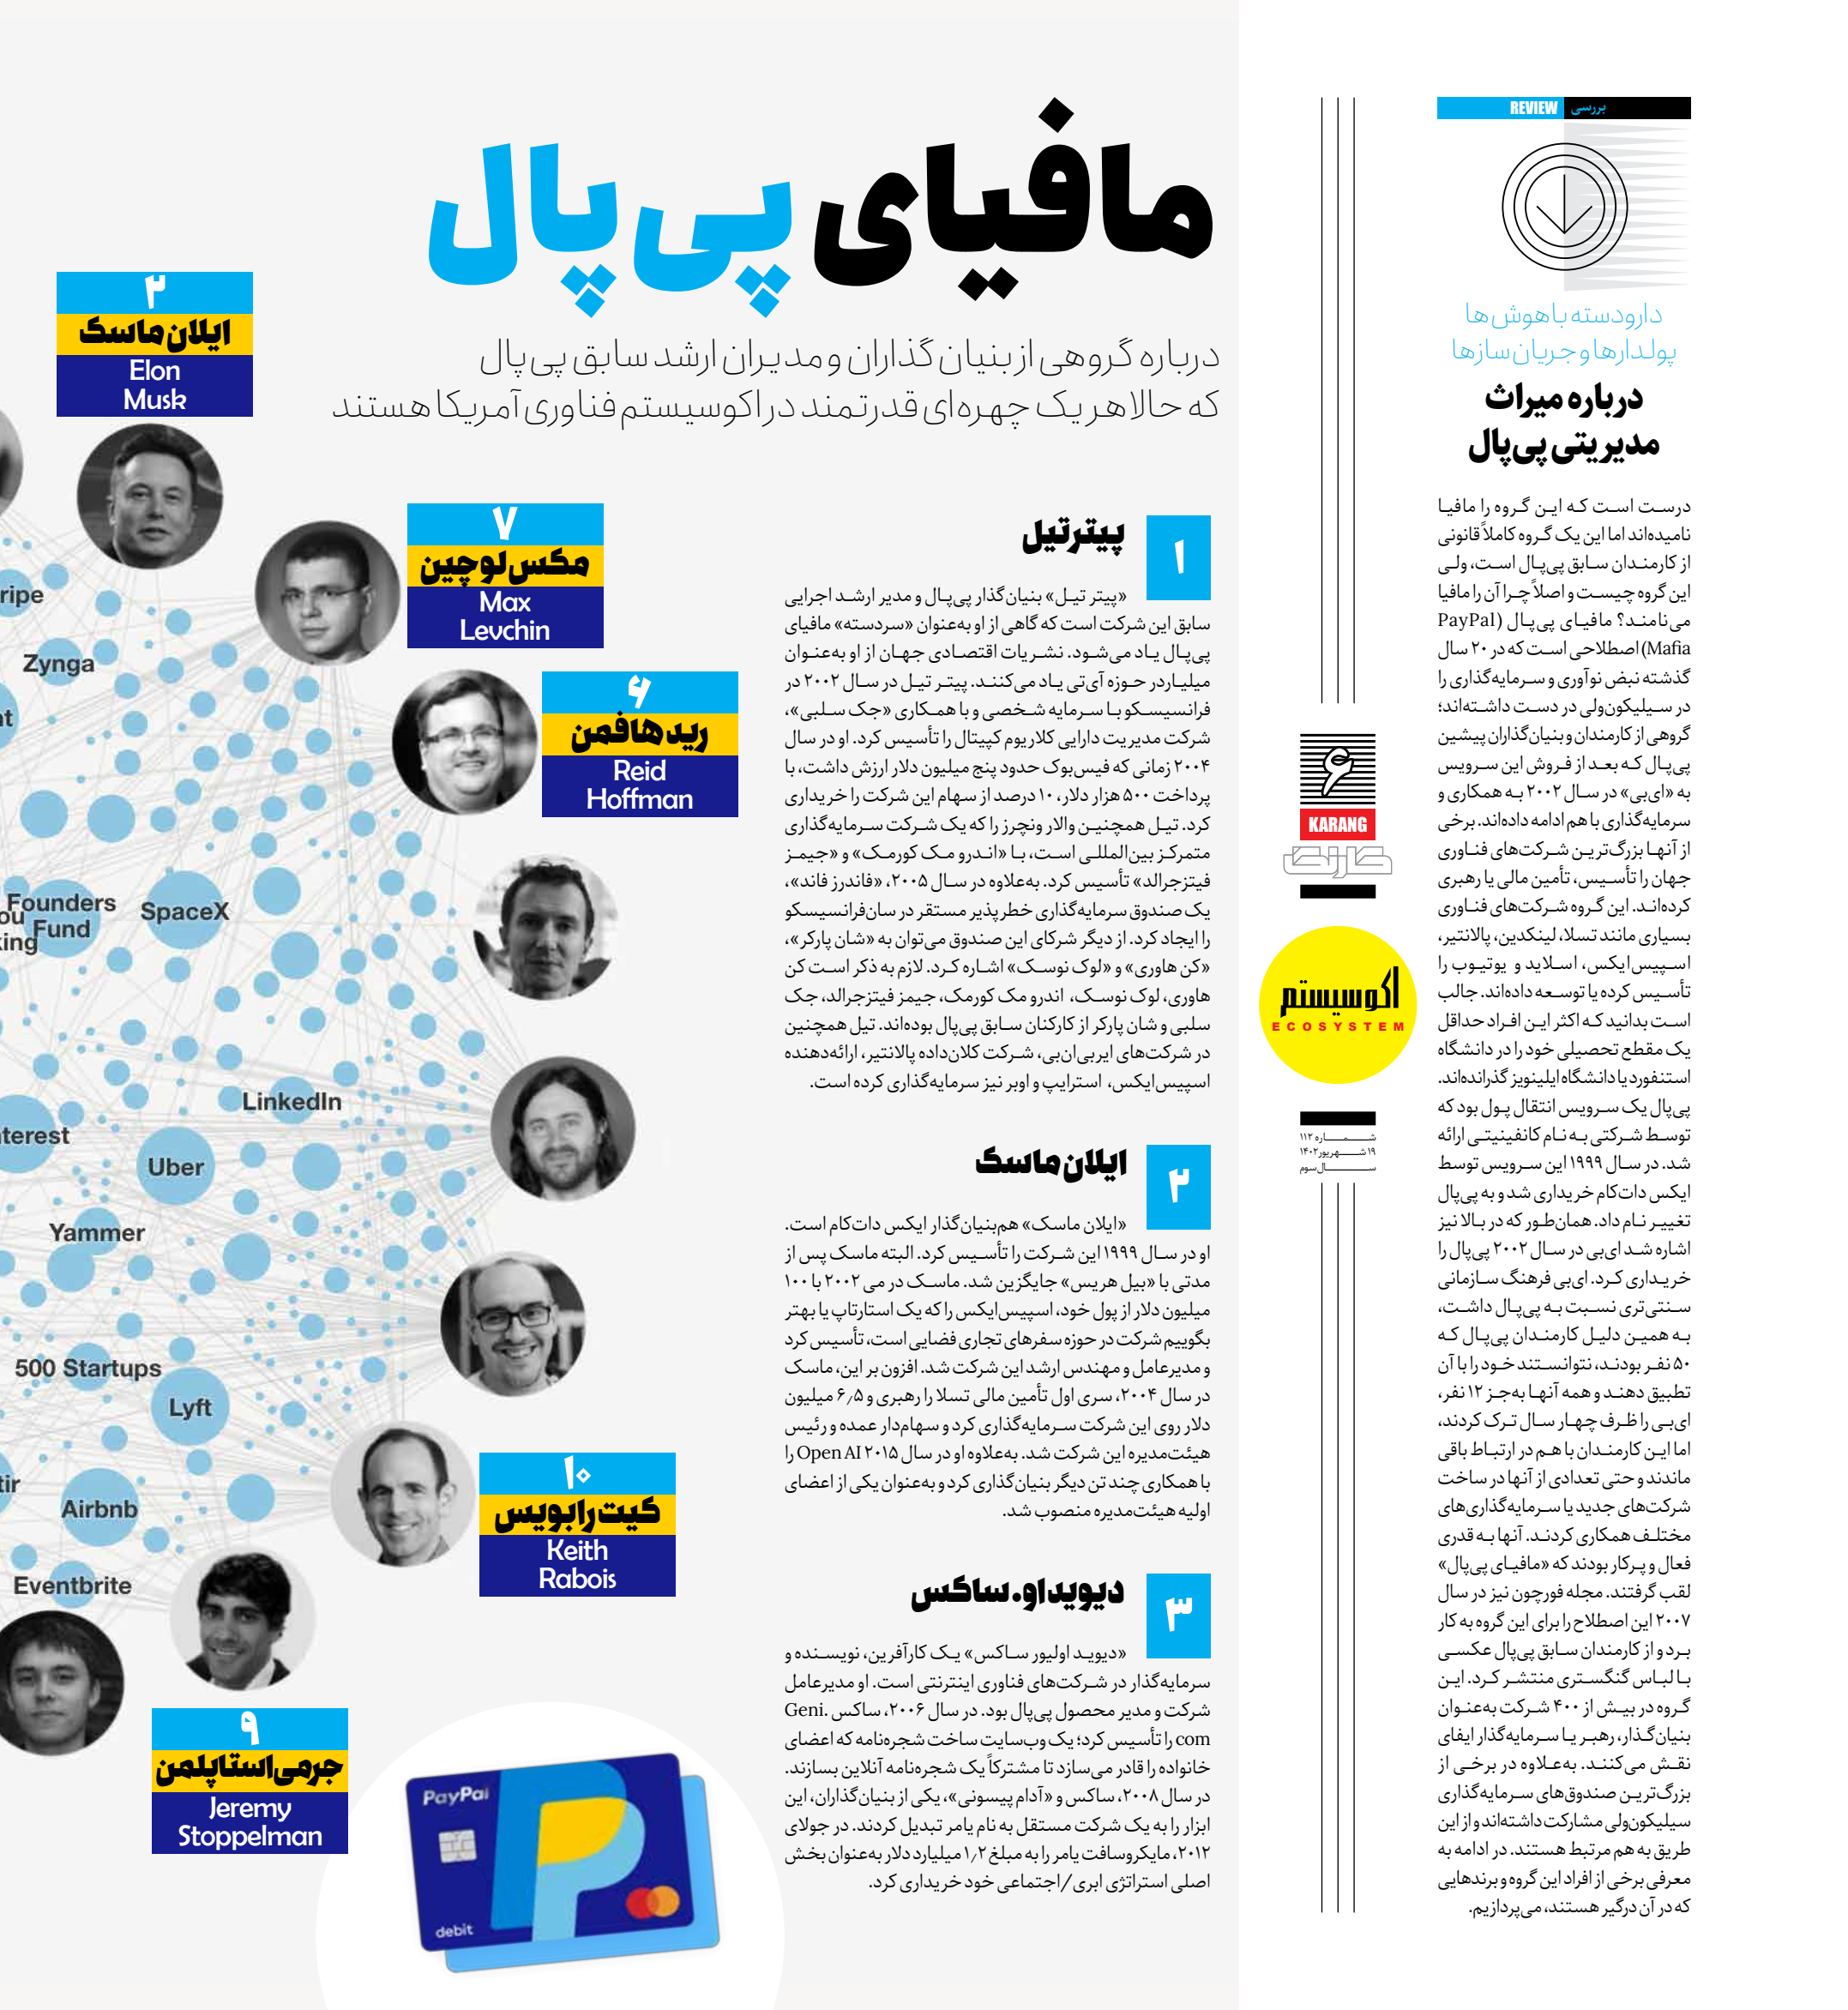 بررسی REVIEW
دارودسته باهوش‌ها
پولدارها و جریان‌سازها
درباره میراث
مدیریتی پی‌پال
درست است که این گروه را مافیا
نامیده‌اند اما این یک گروه کاملاً قانونی
از کارمندان سابق پی‌پال است، ولی
این گروه چیست و اصلاً چرا آن را مافیا
می‌نامند؟ مافیای پی‌پال (PayPal
Mafia) اصطلاحی است که در ۲۰ سال
گذشته نبض نوآوری و سرمایه‌گذاری را
در سیلیکون‌ولی در دست داشته‌اند؛
گروهی از کارمندان و بنیان‌گذاران پیشین
پی‌پال که بعد از فروش این سرویس
به «ای‌بی» در سال ۲۰۰۲ به همکاری و
سرمایه‌گذاری با هم ادامه داده‌اند. برخی
از آنها بزرگ‌ترین شرکت‌های فناوری
جهان را تأسیس، تأمین مالی یا رهبری
کرده‌اند. این گروه شرکت‌های فناوری
بسیاری مانند تسلا، لینکدین، پالانتیر،
اسپیس‌ایکس، اسلاید و یوتیوب را
تأسیس کرده یا توسعه داده‌اند. جالب
است بدانید که اکثر این افراد حداقل
یک مقطع تحصیلی خود را در دانشگاه
استنفورد یا دانشگاه ایلینویز گذرانده‌اند.
پی‌پال یک سرویس انتقال پول بود که
توسط شرکتی به نام کانفینیتی ارائه
شد. در سال ۱۹۹۹ این سرویس توسط
ایکس دات‌کام خریداری شد و به پی‌پال
تغییر نام داد. همان‌طور که در بالا نیز
اشاره شد ای‌بی در سال ۲۰۰۲ پی‌پال را
خریداری کرد. ای‌بی فرهنگ سازمانی
سنتی‌تری نسبت به پی‌پال داشت،
به همین دلیل کارمندان پی‌پال که
۵۰ نفر بودند، نتوانستند خود را با آن
تطبیق دهند و همه آنها به‌جز ۱۲ نفر،
ای‌بی را ظرف چهار سال ترک کردند،
اما این کارمندان با هم در ارتباط باقی
ماندند و حتی تعدادی از آنها در ساخت
شرکت‌های جدید یا سرمایه‌گذاری‌های
مختلف همکاری کردند. آنها به قدری
فعال و پرکار بودند که «مافیای پی‌پال»
لقب گرفتند. مجله فورچون نیز در سال
۲۰۰۷ این اصطلاح را برای این گروه به کار
برد و از کارمندان سابق پی‌پال عکسی
با لباس گنگستری منتشر کرد. این
گروه در بیش از ۴۰۰ شرکت به‌عنوان
بنیان‌گذار، رهبر یا سرمایه‌گذار ایفای
نقش می‌کنند. به‌علاوه در برخی از
بزرگ‌ترین صندوق‌های سرمایه‌گذاری
سیلیکون‌ولی مشارکت داشته‌اند و از این
طریق به هم مرتبط هستند. در ادامه به
معرفی برخی از افراد این گروه و برندهایی
که در آن درگیر هستند، می‌پردازیم.
۶
KARANG
کارنگ
اکوسیستم
ECOSYSTEM
شماره ۱۱۲
۱۹ شهریور ۱۴۰۲
سال سوم
مافیای پی‌پال
درباره گروهی از بنیان‌گذاران و مدیران ارشد سابق پی‌پال
که حالا هر یک چهره‌ای قدرتمند در اکوسیستم فناوری آمریکا هستند
۱
پیتر تیل
«پیتر تیل» بنیان‌گذار پی‌پال و مدیر ارشد اجرایی
سابق این شرکت است که گاهی از او به‌عنوان «سردسته» مافیای
پی‌پال یاد می‌شود. نشریات اقتصادی جهان از او به‌عنوان
میلیاردر حوزه آی‌تی یاد می‌کنند. پیتر تیل در سال ۲۰۰۲ در
فرانسیسکو با سرمایه شخصی و با همکاری «جک سلبی»،
شرکت مدیریت دارایی کلاریوم کپیتال را تأسیس کرد. او در سال
۲۰۰۴ زمانی که فیس‌بوک حدود پنج میلیون دلار ارزش داشت، با
پرداخت ۵۰۰ هزار دلار، ۱۰ درصد از سهام این شرکت را خریداری
کرد. تیل همچنین والار ونچرز را که یک شرکت سرمایه‌گذاری
متمرکز بین‌المللی است، با «اندرو مک کورمک» و «جیمز
فیتزجرالد» تأسیس کرد. به‌علاوه در سال ۲۰۰۵، «فاندرز فاند»،
یک صندوق سرمایه‌گذاری خطرپذیر مستقر در سان‌فرانسیسکو
را ایجاد کرد. از دیگر شرکای این صندوق می‌توان به «شان پارکر»،
«کن هاوری» و «لوک نوسک» اشاره کرد. لازم به ذکر است کن
هاوری، لوک نوسک، اندرو مک کورمک، جیمز فیتزجرالد، جک
سلبی و شان پارکر از کارکنان سابق پی‌پال بوده‌اند. تیل همچنین
در شرکت‌های ایربی‌ان‌بی، شرکت کلان‌داده پالانتیر، ارائه‌دهنده
اسپیس‌ایکس، استرایپ و اوبر نیز سرمایه‌گذاری کرده است.
۲
ایلان ماسک
«ایلان ماسک» هم‌بنیان‌گذار ایکس دات‌کام است.
او در سال ۱۹۹۹ این شرکت را تأسیس کرد. البته ماسک پس از
مدتی با «بیل هریس» جایگزین شد. ماسک در می ۲۰۰۲ با ۱۰۰
میلیون دلار از پول خود، اسپیس‌ایکس را که یک استارتاپ یا بهتر
بگوییم شرکت در حوزه سفرهای تجاری فضایی است، تأسیس کرد
و مدیرعامل و مهندس ارشد این شرکت شد. افزون بر این، ماسک
در سال ۲۰۰۴، سری اول تأمین مالی تسلا را رهبری و ۶٫۵ میلیون
دلار روی این شرکت سرمایه‌گذاری کرد و سهام‌دار عمده و رئیس
هیئت‌مدیره این شرکت شد. به‌علاوه او در سال ۲۰۱۵ Open AI را
با همکاری چند تن دیگر بنیان‌گذاری کرد و به‌عنوان یکی از اعضای
اولیه هیئت‌مدیره منصوب شد.
۳
دیوید او. ساکس
«دیوید اولیور ساکس» یک کارآفرین، نویسنده و
سرمایه‌گذار در شرکت‌های فناوری اینترنتی است. او مدیرعامل
شرکت و مدیر محصول پی‌پال بود. در سال ۲۰۰۶، ساکس Geni.
com را تأسیس کرد؛ یک وب‌سایت ساخت شجره‌نامه که اعضای
خانواده را قادر می‌سازد تا مشترکاً یک شجره‌نامه آنلاین بسازند.
در سال ۲۰۰۸، ساکس و «آدام پیسونی»، یکی از بنیان‌گذاران، این
ابزار را به یک شرکت مستقل به نام یامر تبدیل کردند. در جولای
۲۰۱۲، مایکروسافت یامر را به مبلغ ۱٫۲ میلیارد دلار به‌عنوان بخش
اصلی استراتژی ابری/اجتماعی خود خریداری کرد.
۲
ایلان ماسک
Elon
Musk
۷
مکس لوچین
Max
Levchin
۶
رید هافمن
Reid
Hoffman
ripe
Zynga
Founders
Fund
SpaceX
LinkedIn
terest
Uber
Yammer
500 Startups
Lyft
tir
Airbnb
Eventbrite
۱۰
کیت رابویس
Keith
Rabois
۹
جرمی استاپلمن
Jeremy
Stoppelman
PayPal
debit